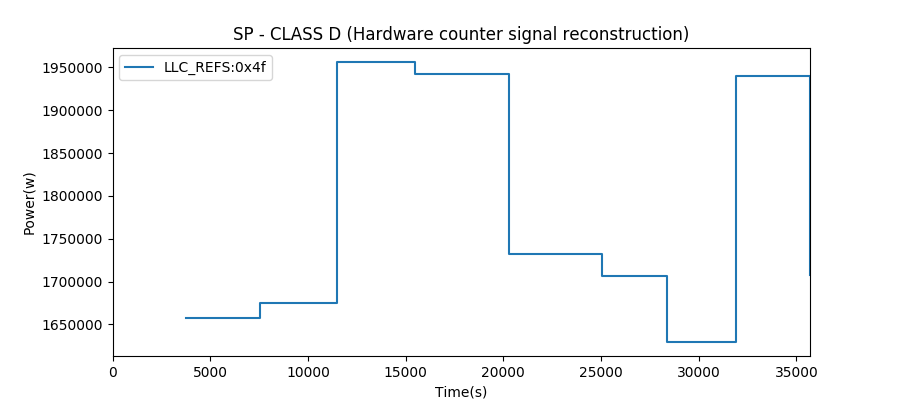 SP - CLASS D (Hardware counter signal reconstruction)
LLC_REFS:0x4f
Power(w)
1950000
1900000
1850000
1800000
1750000
1700000
1650000
0 5000 10000 15000 20000 25000 30000 35000
Time(s)